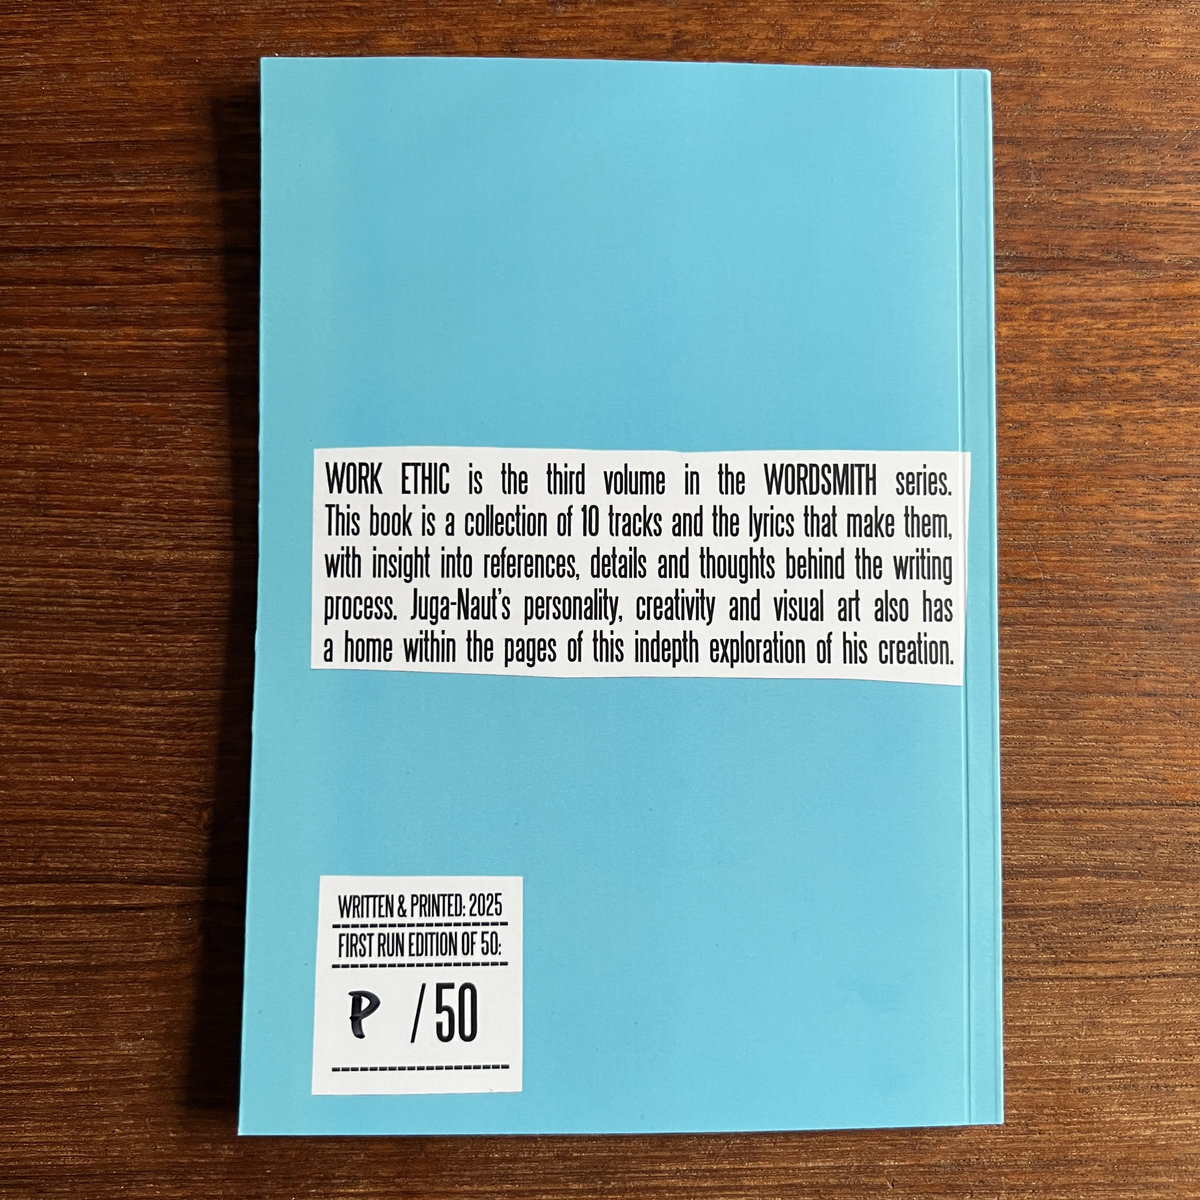 WORK ETHIC is the third volume in the WORDSMITH series.
This book is a collection of 10 tracks and the lyrics that make them,
with insight into references, details and thoughts behind the writing
process. Juga-Naut's personality, creativity and visual art also has
a home within the pages of this indepth exploration of his creation.
WRITTEN & PRINTED: 2025
FIRST RUN EDITION OF 50:
P /50